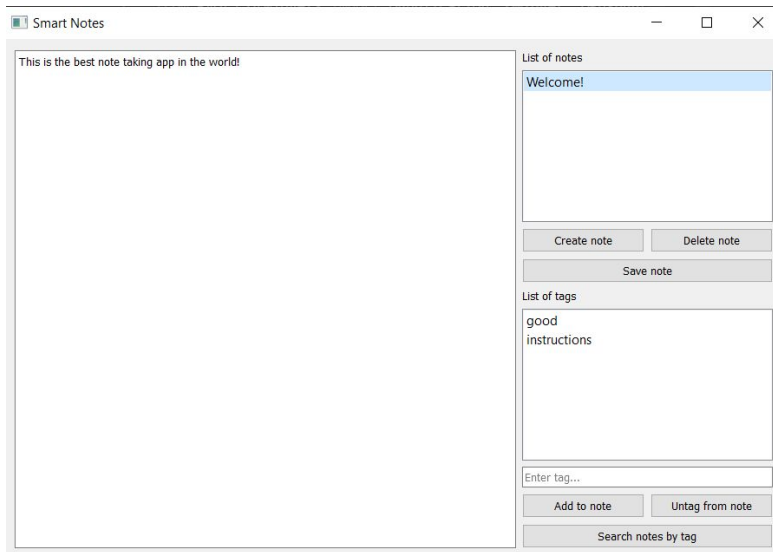 Smart Notes
This is the best note taking app in the world!
List of notes
Welcome!
Create note
Delete note
Save note
List of tags
good
instructions
Enter tag...
Add to note
Untag from note
Search notes by tag